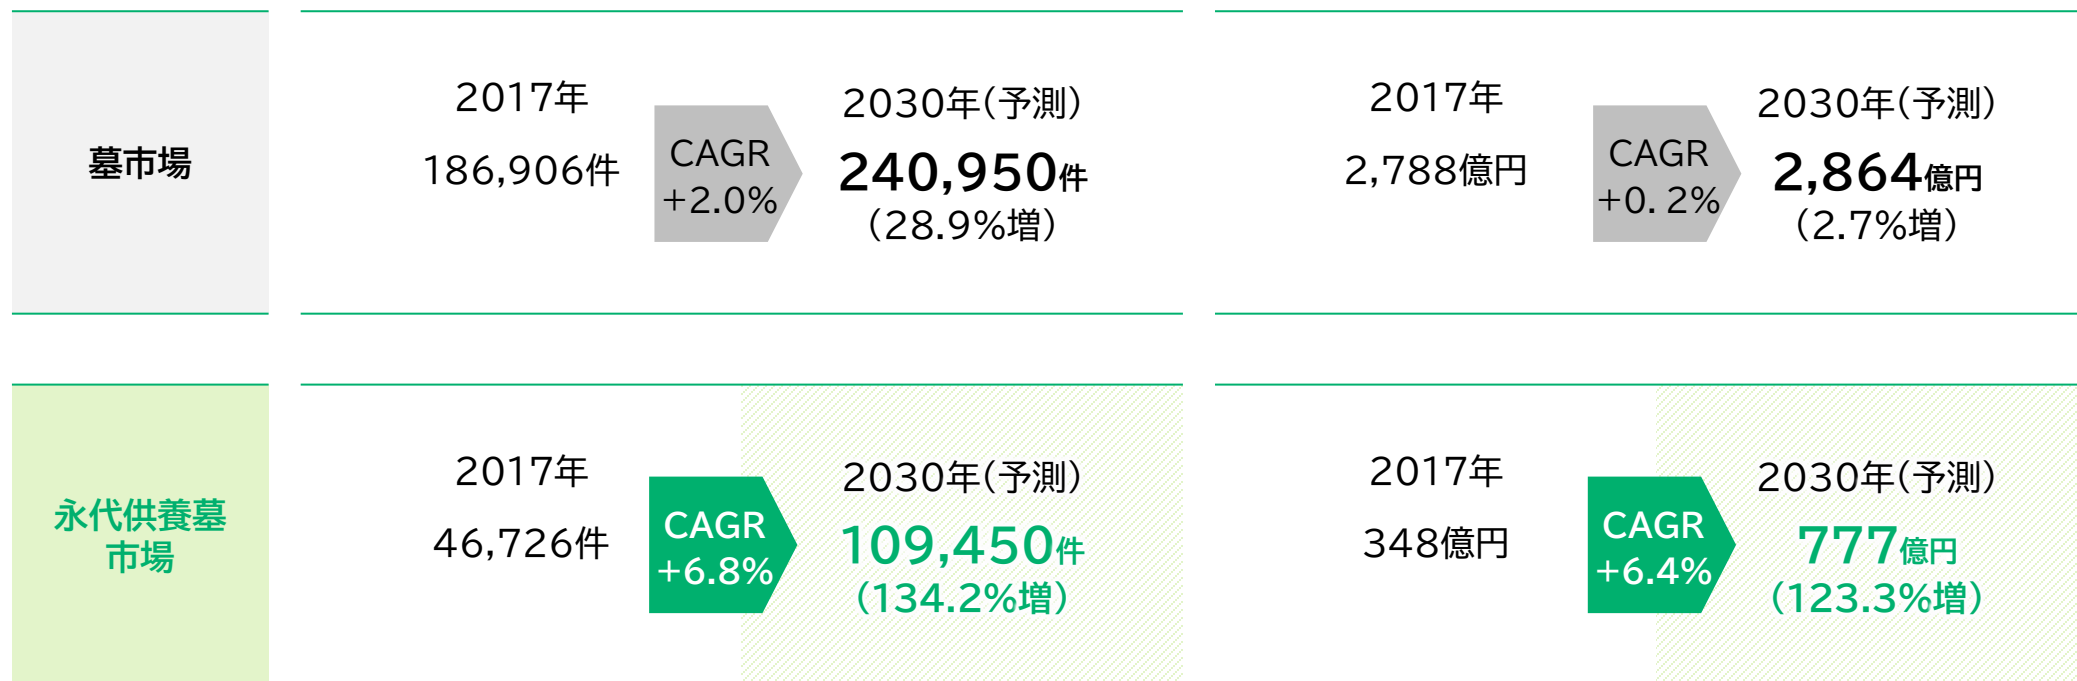 墓市場
2017年
186,906件
CAGR
+2.0%
2030年(予測)
240,950件
(28.9%増)
2017年
2,788億円
CAGR
+0.2%
2030年(予測)
2,864億円
(2.7%増)
永代供養墓
市場
2017年
46,726件
CAGR
+6.8%
2030年(予測)
109,450件
(134.2%増)
2017年
348億円
CAGR
+6.4%
2030年(予測)
777億円
(123.3%増)